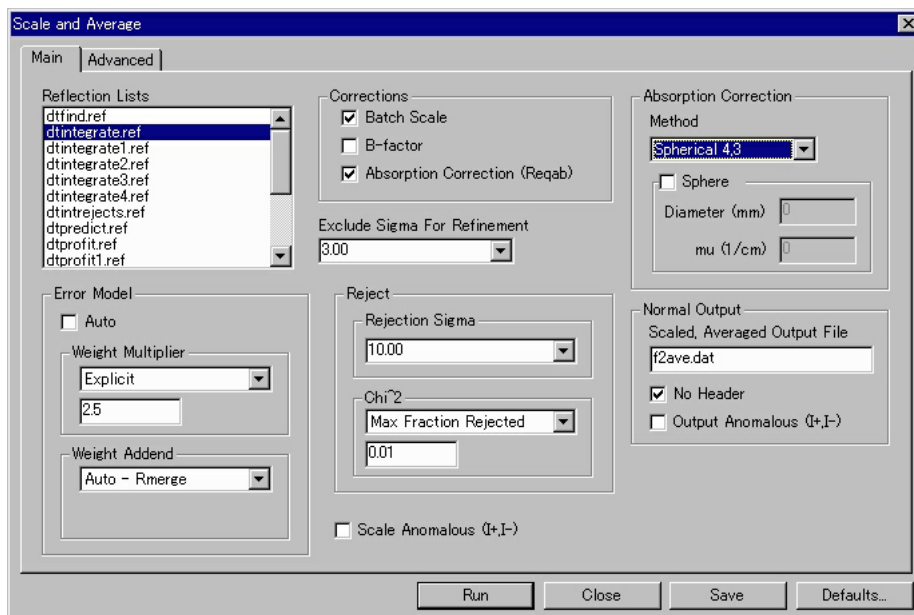 Scale and Average
Main
Advanced
Reflection Lists
dtfind.ref
dtintegrate.ref
dtintegrate1.ref
dtintegrate2.ref
dtintegrate3.ref
dtintegrate4.ref
dtintrejects.ref
dtpredict.ref
dtprofit.ref
dtprofit1.ref
Corrections
Batch Scale
B-factor
Absorption Correction (Reqab)
Exclude Sigma For Refinement
3.00
Absorption Correction
Method
Spherical 4,3
Sphere
Diameter (mm) 0
mu (1/cm) 0
Error Model
Auto
Weight Multiplier
Explicit
2.5
Weight Addend
Auto - Rmerge
Reject
Rejection Sigma
10.00
Chi^2
Max Fraction Rejected
0.01
Scale Anomalous (I+,I-)
Normal Output
Scaled, Averaged Output File
f2ave.dat
No Header
Output Anomalous (I+,I-)
Run
Close
Save
Defaults...